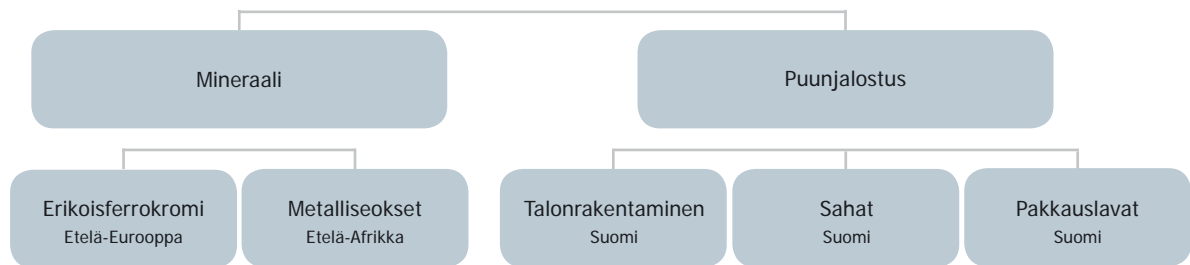 Mineraali
Puunjalostus
Erikoisferrokromi
Etelä-Eurooppa
Metalliseokset
Etelä-Afrikka
Talonrakentaminen
Suomi
Sahat
Suomi
Pakkauslavat
Suomi